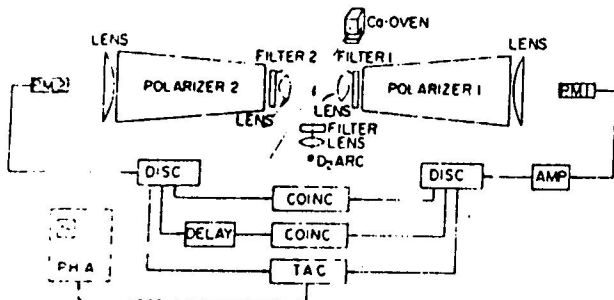 Ca-OVEN
LENS
FILTER 2
FILTER 1
LENS
PM2
POLARIZER 2
POLARIZER 1
PM1
LENS
LENS
FILTER
LENS
D₂ ARC
DISC
DISC
AMP
COINC
DELAY
COINC
PHA
TAC